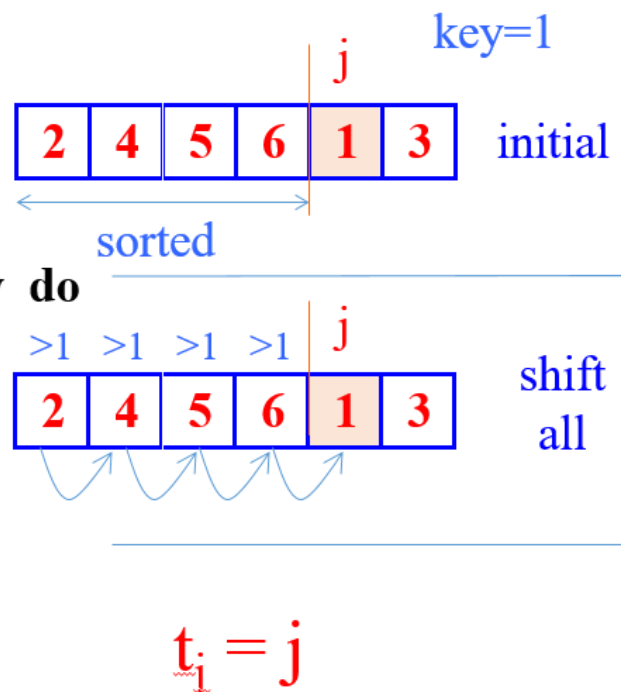 key=1
j
2 4 5 6 1 3 initial
sorted
do
>1 >1 >1 >1 j
2 4 5 6 1 3
shift
all
tj = j